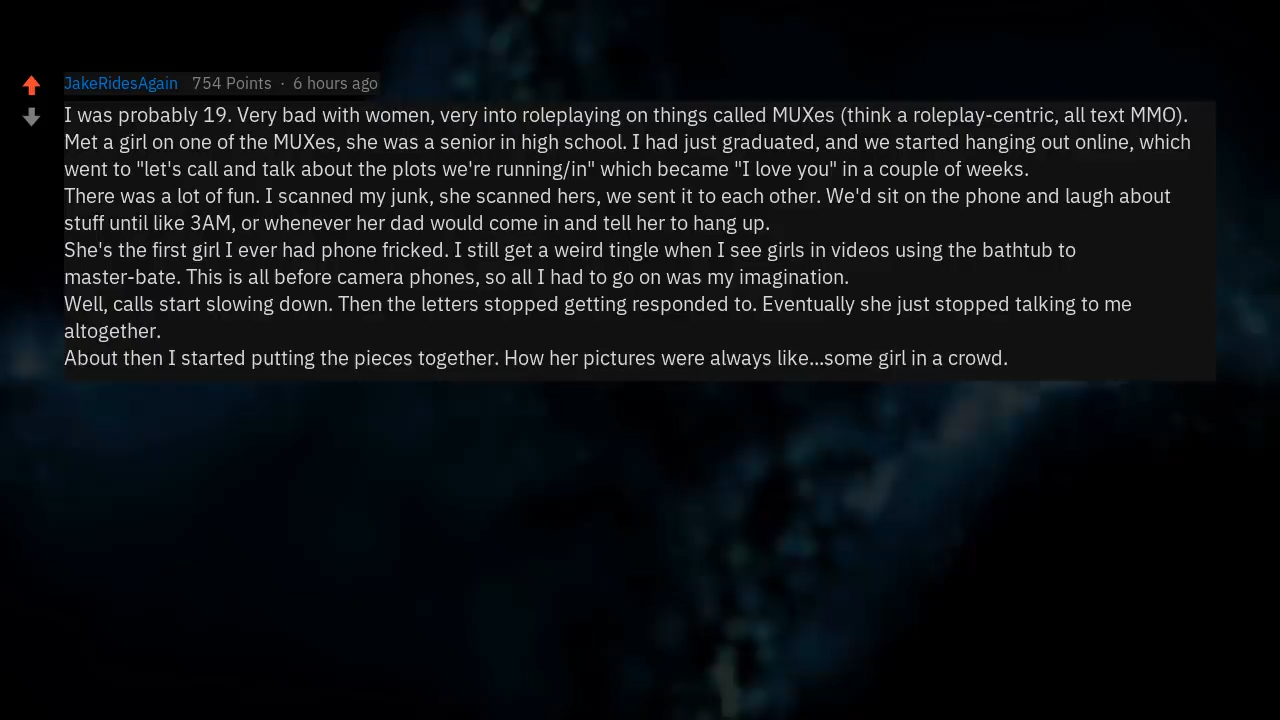 JakeRidesAgain 754 Points · 6 hours ago
I was probably 19. Very bad with women, very into roleplaying on things called MUXes (think a roleplay-centric, all text MMO).
Met a girl on one of the MUXes, she was a senior in high school. I had just graduated, and we started hanging out online, which
went to "let's call and talk about the plots we're running/in" which became "I love you" in a couple of weeks.
There was a lot of fun. I scanned my junk, she scanned hers, we sent it to each other. We'd sit on the phone and laugh about
stuff until like 3AM, or whenever her dad would come in and tell her to hang up.
She's the first girl I ever had phone fricked. I still get a weird tingle when I see girls in videos using the bathtub to
master-bate. This is all before camera phones, so all I had to go on was my imagination.
Well, calls start slowing down. Then the letters stopped getting responded to. Eventually she just stopped talking to me
altogether.
About then I started putting the pieces together. How her pictures were always like...some girl in a crowd.